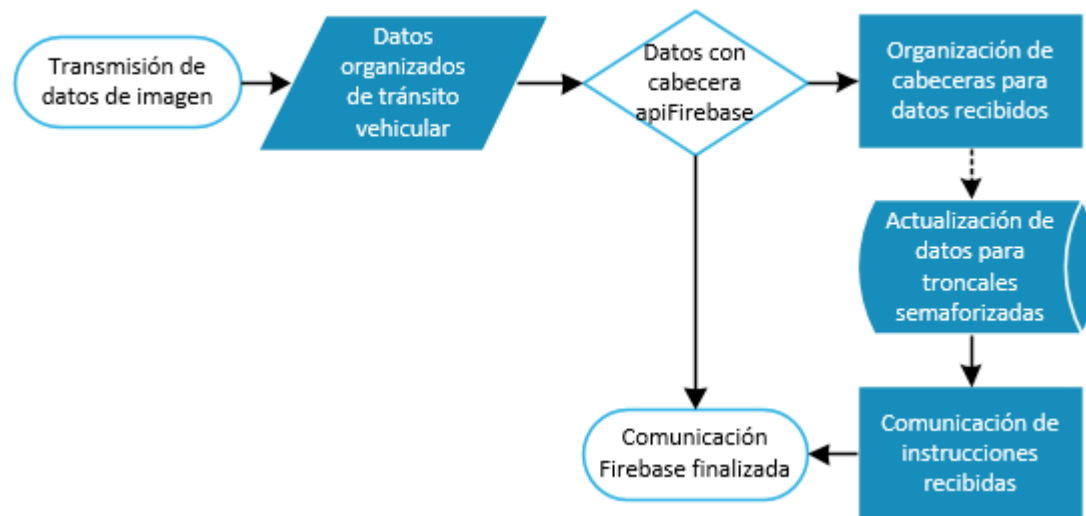 Transmisión de
datos de imagen
Datos
organizados
de tránsito
vehicular
Datos con
cabecera
apiFirebase
Organización de
cabeceras para
datos recibidos
Actualización de
datos para
troncales
semaforizadas
Comunicación de
instrucciones
recibidas
Comunicación
Firebase finalizada